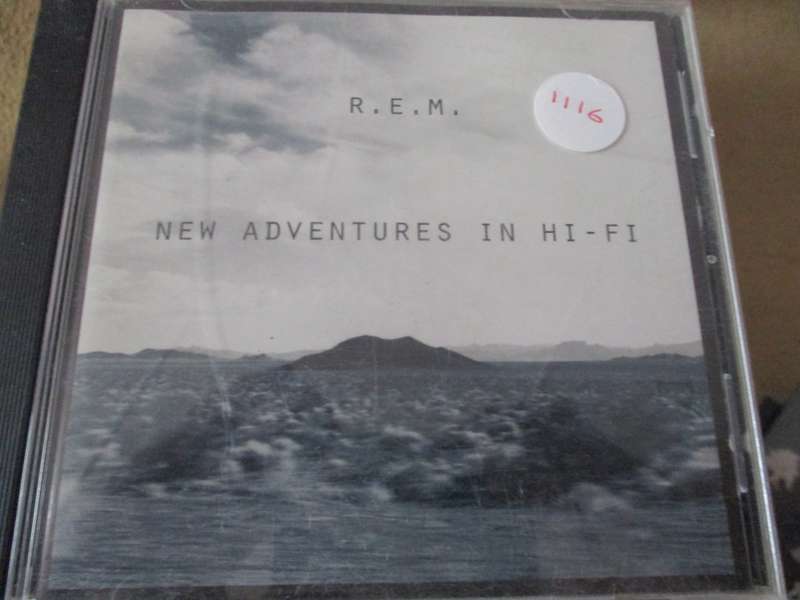 R.E.M.
1116
NEW ADVENTURES IN HI-FI